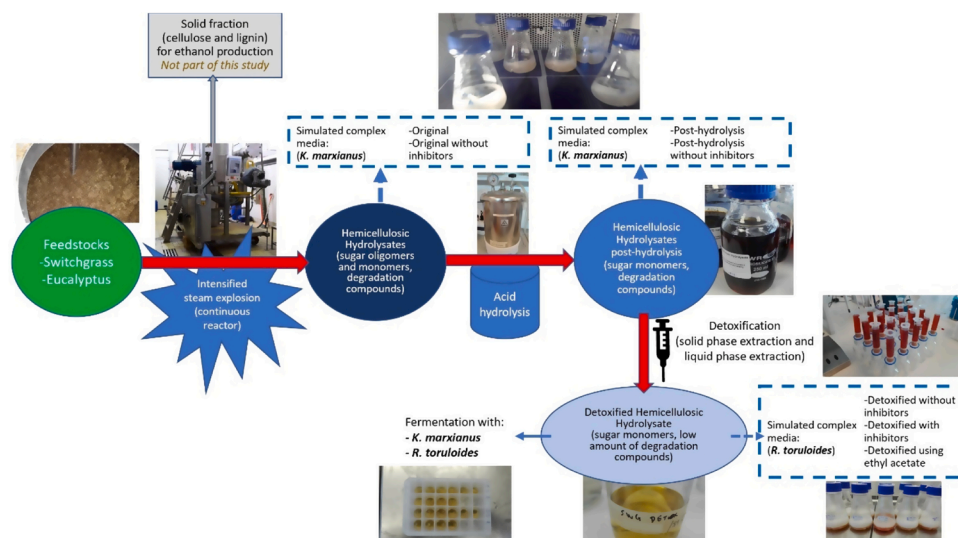 Solid fraction
(cellulose and lignin)
for ethanol production
Not part of this study
Simulated complex
media:
(K. marxianus)
-Original
-Original without
inhibitors
Simulated complex
media:
(K. marxianus)
-Post-hydrolysis
-Post-hydrolysis
without inhibitors
Feedstocks
-Switchgrass
-Eucalyptus
Intensified
steam explosion
(continuous
reactor)
Hemicellulosic
Hydrolysates
(sugar oligomers
and monomers,
degradation
compounds)
Acid
hydrolysis
Hemicellulosic
Hydrolysates
post-hydrolysis
(sugar monomers,
degradation
compounds)
Detoxification
(solid phase extraction and
liquid phase extraction)
Fermentation with:
- K. marxianus
- R. toruloides
Detoxified Hemicellulosic
Hydrolysate
(sugar monomers, low
amount of degradation
compounds)
Simulated complex
media:
(R. toruloides)
-Detoxified without
inhibitors
-Detoxified with
inhibitors
-Detoxified using
ethyl acetate